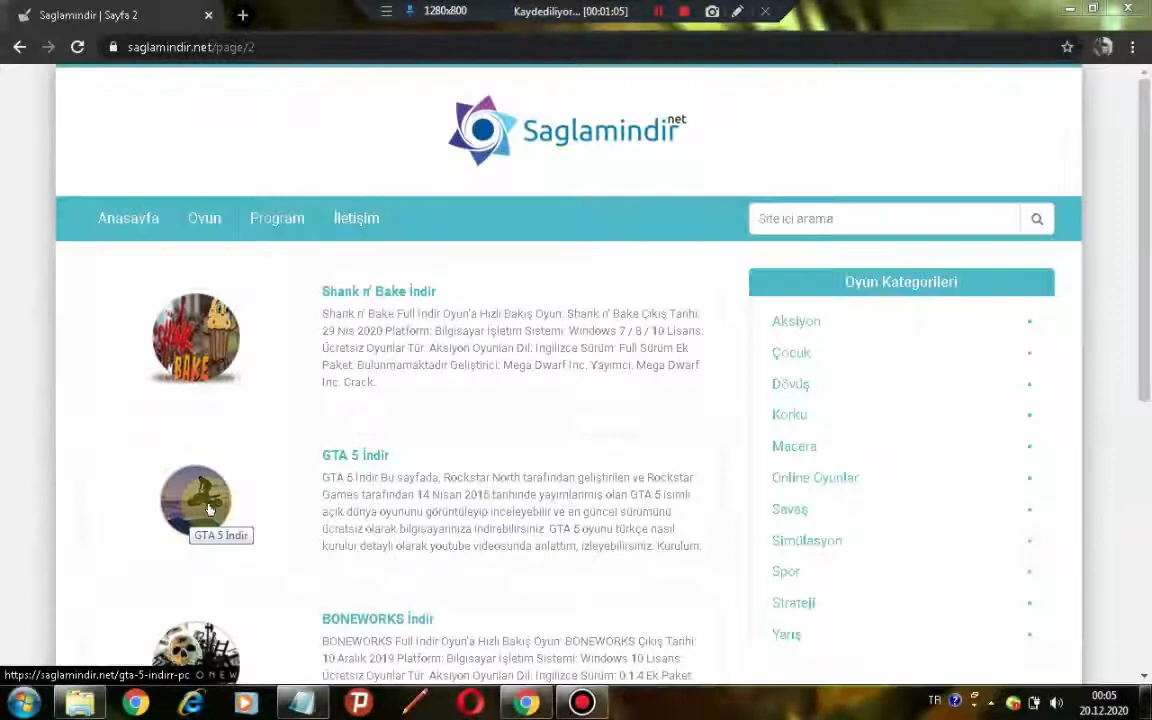 Saglamindir | Sayfa 2
1280x800
Kaydediliyor... [00:01:05]
saglamindir.net/page/2
Saglamindir net
Anasayfa
Oyun
Program
İletişim
Site içi arama
Shank n' Bake İndir
Shank n' Bake Full İndir Oyun'a Hızlı Bakış Oyun: Shank n' Bake Çıkış Tarihi:
29 Nis 2020 Platform: Bilgisayar İşletim Sistemi: Windows 7 / 8 / 10 Lisans:
Ücretsiz Oyunlar Tür: Aksiyon Oyunları Dil: İngilizce Sürüm: Full Sürüm Ek
Paket: Bulunmamaktadır Geliştirici: Mega Dwarf Inc. Yayımcı: Mega Dwarf
Inc. Crack.
SHANK
BAKE
GTA 5 İndir
GTA 5 İndir Bu sayfada, Rockstar North tarafından geliştirilen ve Rockstar
Games tarafından 14 Nisan 2015 tarihinde yayımlanmış olan GTA 5 isimli
açık dünya oyununu görüntüleyip inceleyebilir ve en güncel sürümünü
ücretsiz olarak bilgisayarınıza indirebilirsiniz. GTA 5 oyunu türkçe nasıl
kurulur detaylı olarak youtube videosunda anlattım, izleyebilirsiniz. Kurulum:
GTA 5 İndir
BONEWORKS İndir
BONEWORKS Full İndir Oyun'a Hızlı Bakış Oyun: BONEWORKS Çıkış Tarihi:
10 Aralık 2019 Platform: Bilgisayar İşletim Sistemi: Windows 10 Lisans:
Ücretsiz Oyunlar Tür: Aksiyon Oyunları Dil: İngilizce Sürüm: 0.1.4 Ek Paket:
Oyun Kategorileri
Aksiyon
Çocuk
Dövüş
Korku
Macera
Online Oyunlar
Savaş
Simülasyon
Spor
Strateji
Yarış
https://saglamindir.net/gta-5-indirr-pc
TR
00:05
20.12.2020